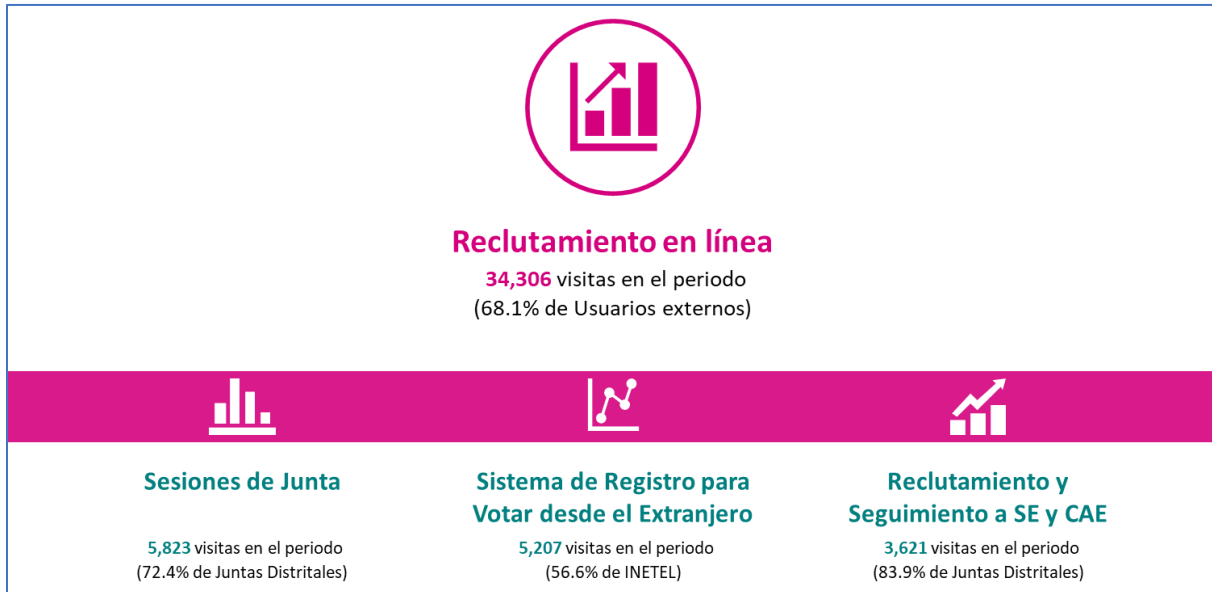 Reclutamiento en línea
34,306 visitas en el periodo
(68.1% de Usuarios externos)
Sesiones de Junta
5,823 visitas en el periodo
(72.4% de Juntas Distritales)
Sistema de Registro para
Votar desde el Extranjero
5,207 visitas en el periodo
(56.6% de INETEL)
Reclutamiento y
Seguimiento a SE y CAE
3,621 visitas en el periodo
(83.9% de Juntas Distritales)